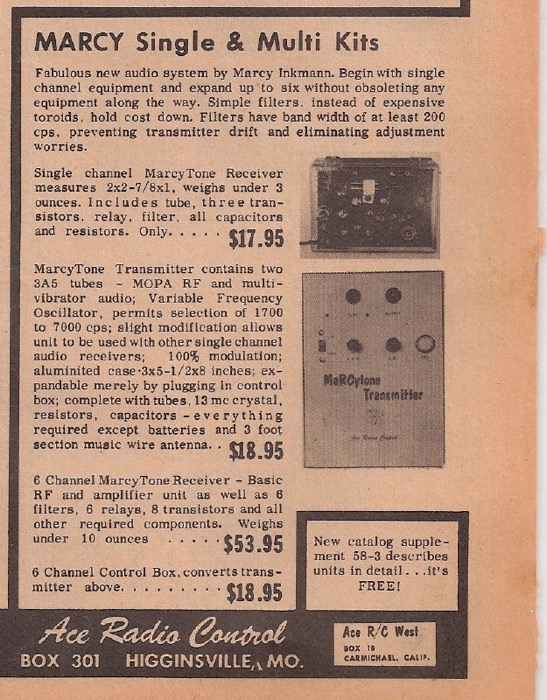 MARCY Single & Multi Kits
Fabulous new audio system by Marcy Inkmann. Begin with single
channel equipment and expand up to six without obsoleting any
equipment along the way. Simple filters, instead of expensive
toroids, hold cost down. Filters have band width of at least 200
cps, preventing transmitter drift and eliminating adjustment
worries.
Single channel MarcyTone Receiver
measures 2x2-7/8x1, weighs under 3
ounces. Includes tube, three tran-
sistors, relay, filter, all capacitors
and resistors. Only. . . . . $17.95
MarcyTone Transmitter contains two
3A5 tubes - MOPA RF and multi-
vibrator audio; Variable Frequency
Oscillator, permits selection of 1700
to 7000 cps; slight modification allows
unit to be used with other single channel
audio receivers; 100% modulation;
aluminited case 3x5-1/2x8 inches; ex-
pandable merely by plugging in control
box; complete with tubes, 13 mc crystal,
resistors, capacitors - everything
required except batteries and 3 foot
section music wire antenna. . $18.95
MaRCytone
Transmitter
Ace Radio Control
6 Channel MarcyTone Receiver - Basic
RF and amplifier unit as well as 6
filters, 6 relays, 8 transistors and all
other required components. Weighs
under 10 ounces . . . . . $53.95
6 Channel Control Box, converts trans-
mitter above. . . . . . . . . $18.95
New catalog supple-
ment 58-3 describes
units in detail . . . it's
FREE!
Ace Radio Control
BOX 301 HIGGINSVILLE, MO.
Ace R/C West
BOX 18
CARMICHAEL, CALIF.